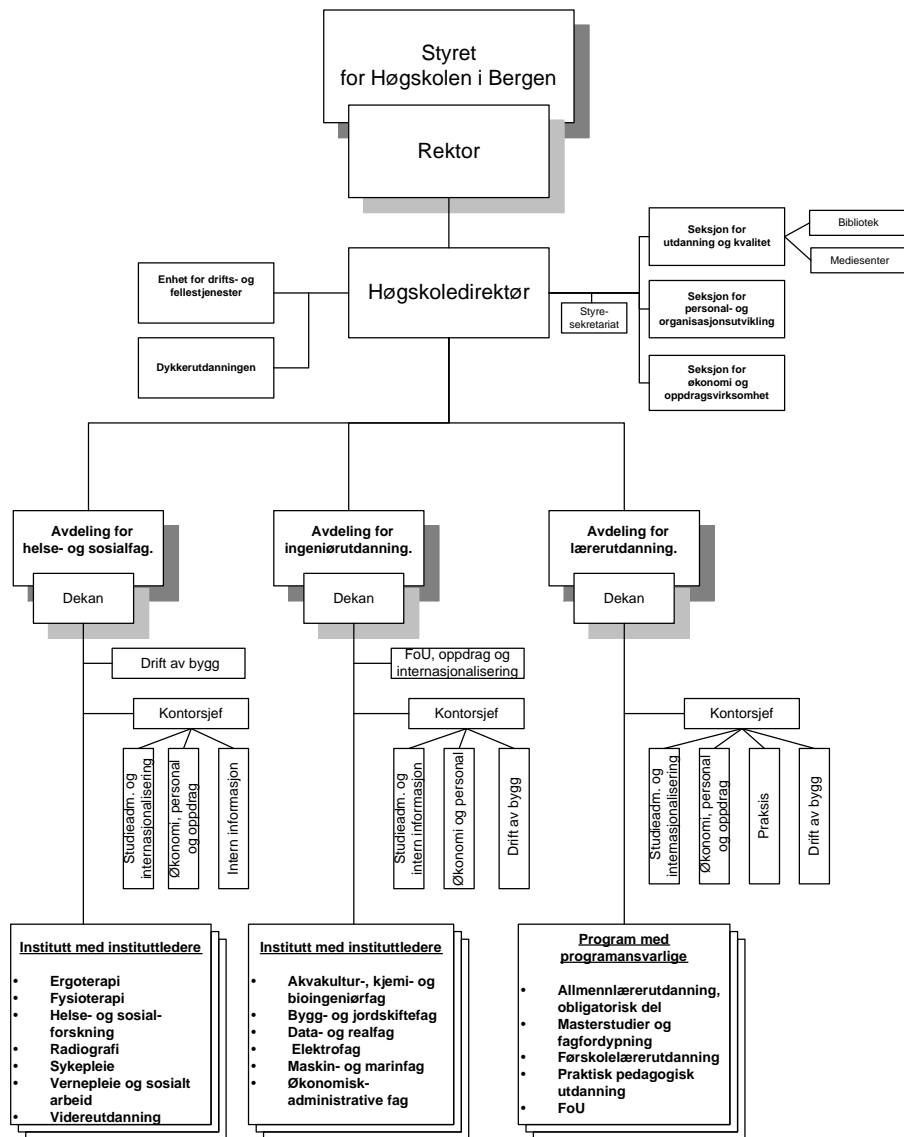 Styret
for Høgskolen i Bergen
Rektor
Seksjon for
utdanning og kvalitet
Bibliotek
Mediesenter
Enhet for drifts- og
fellestjenester
Høgskoledirektør
Styre-
sekretariat
Seksjon for
personal- og
organisasjonsutvikling
Dykkerutdanningen
Seksjon for
økonomi og
oppdragsvirksomhet
Avdeling for
helse- og sosialfag.
Dekan
Avdeling for
ingeniørutdanning.
Dekan
Avdeling for
lærerutdanning.
Dekan
Drift av bygg
FoU, oppdrag og
internasjonalisering
Kontorsjef
Studieadm. og
internasjonalisering
Økonomi, personal
og oppdrag
Intern informasjon
Kontorsjef
Studieadm. og
intern informasjon
Økonomi og personal
Drift av bygg
Kontorsjef
Studieadm. og
internasjonalisering
Økonomi, personal
og oppdrag
Praksis
Drift av bygg
Institutt med instituttledere
• Ergoterapi
• Fysioterapi
• Helse- og sosial-
forskning
• Radiografi
• Sykepleie
• Vernepleie og sosialt
arbeid
• Videreutdanning
Institutt med instituttledere
• Akvakultur-, kjemi- og
bioingeniørfag
• Bygg- og jordskiftefag
• Data- og realfag
• Elektrofag
• Maskin- og marinfag
• Økonomisk-
administrative fag
Program med
programansvarlige
• Allmennlærerutdanning,
obligatorisk del
• Masterstudier og
fagfordypning
• Førskolelærerutdanning
• Praktisk pedagogisk
utdanning
• FoU